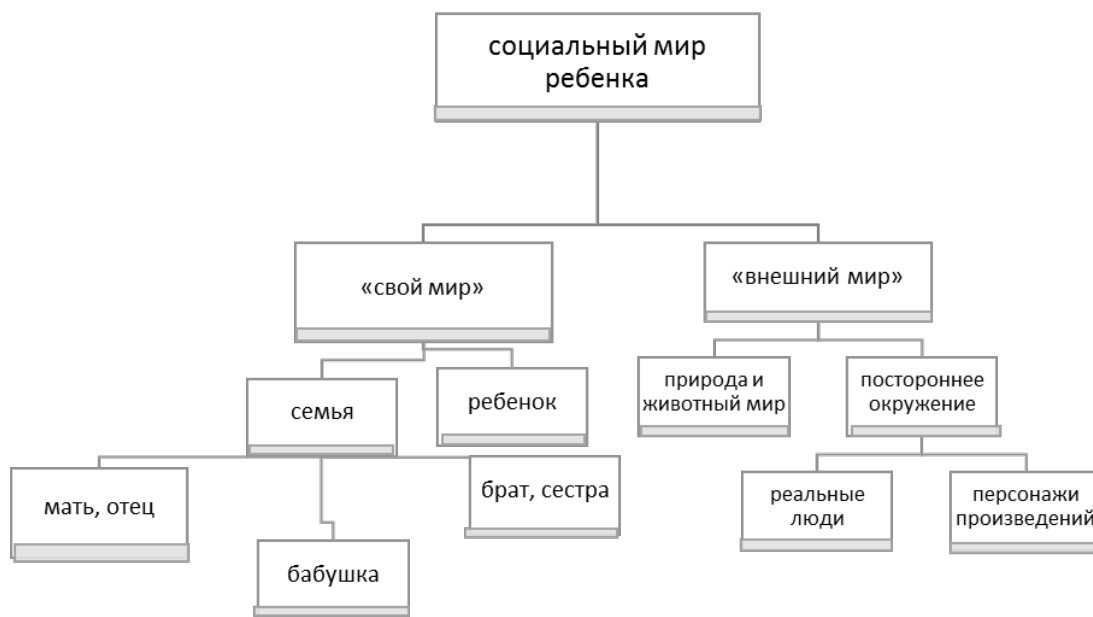 социальный мир
ребенка
«свой мир»
«внешний мир»
семья
ребенок
природа и
животный мир
постороннее
окружение
мать, отец
бабушка
брат, сестра
реальные
люди
персонажи
произведений